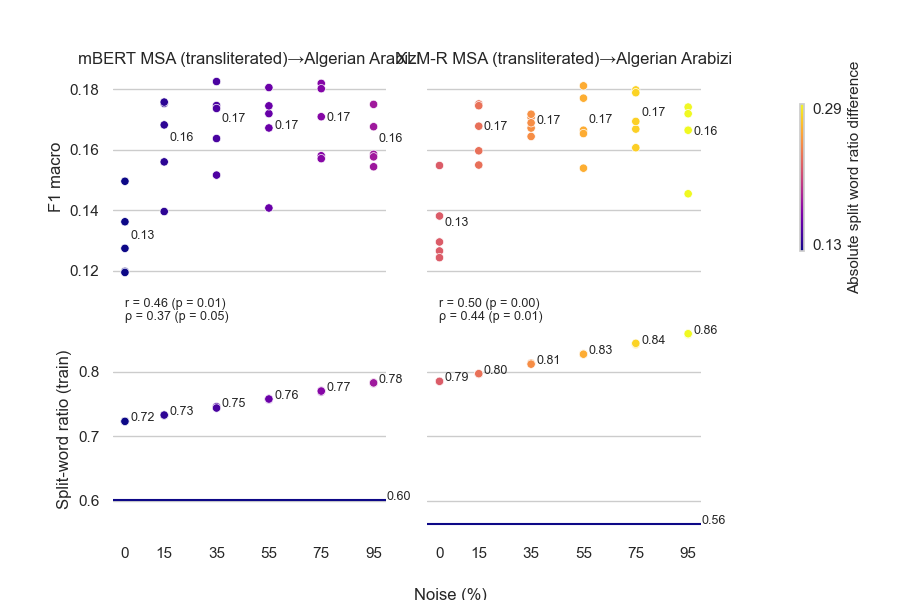 mBERT MSA (transliterated)→Algerian Arabizi
XLM-R MSA (transliterated)→Algerian Arabizi
F1 macro
0.18
0.16
0.14
0.12
0.13
0.16
0.17
0.17
0.17
0.16
0.13
0.17
0.17
0.17
0.17
0.16
r = 0.46 (p = 0.01)
ρ = 0.37 (p = 0.05)
r = 0.50 (p = 0.00)
ρ = 0.44 (p = 0.01)
Split-word ratio (train)
0.8
0.7
0.6
0.72
0.73
0.75
0.76
0.77
0.78
0.60
0.79
0.80
0.81
0.83
0.84
0.86
0.56
0 15 35 55 75 95
0 15 35 55 75 95
Noise (%)
0.29
0.13
Absolute split word ratio difference